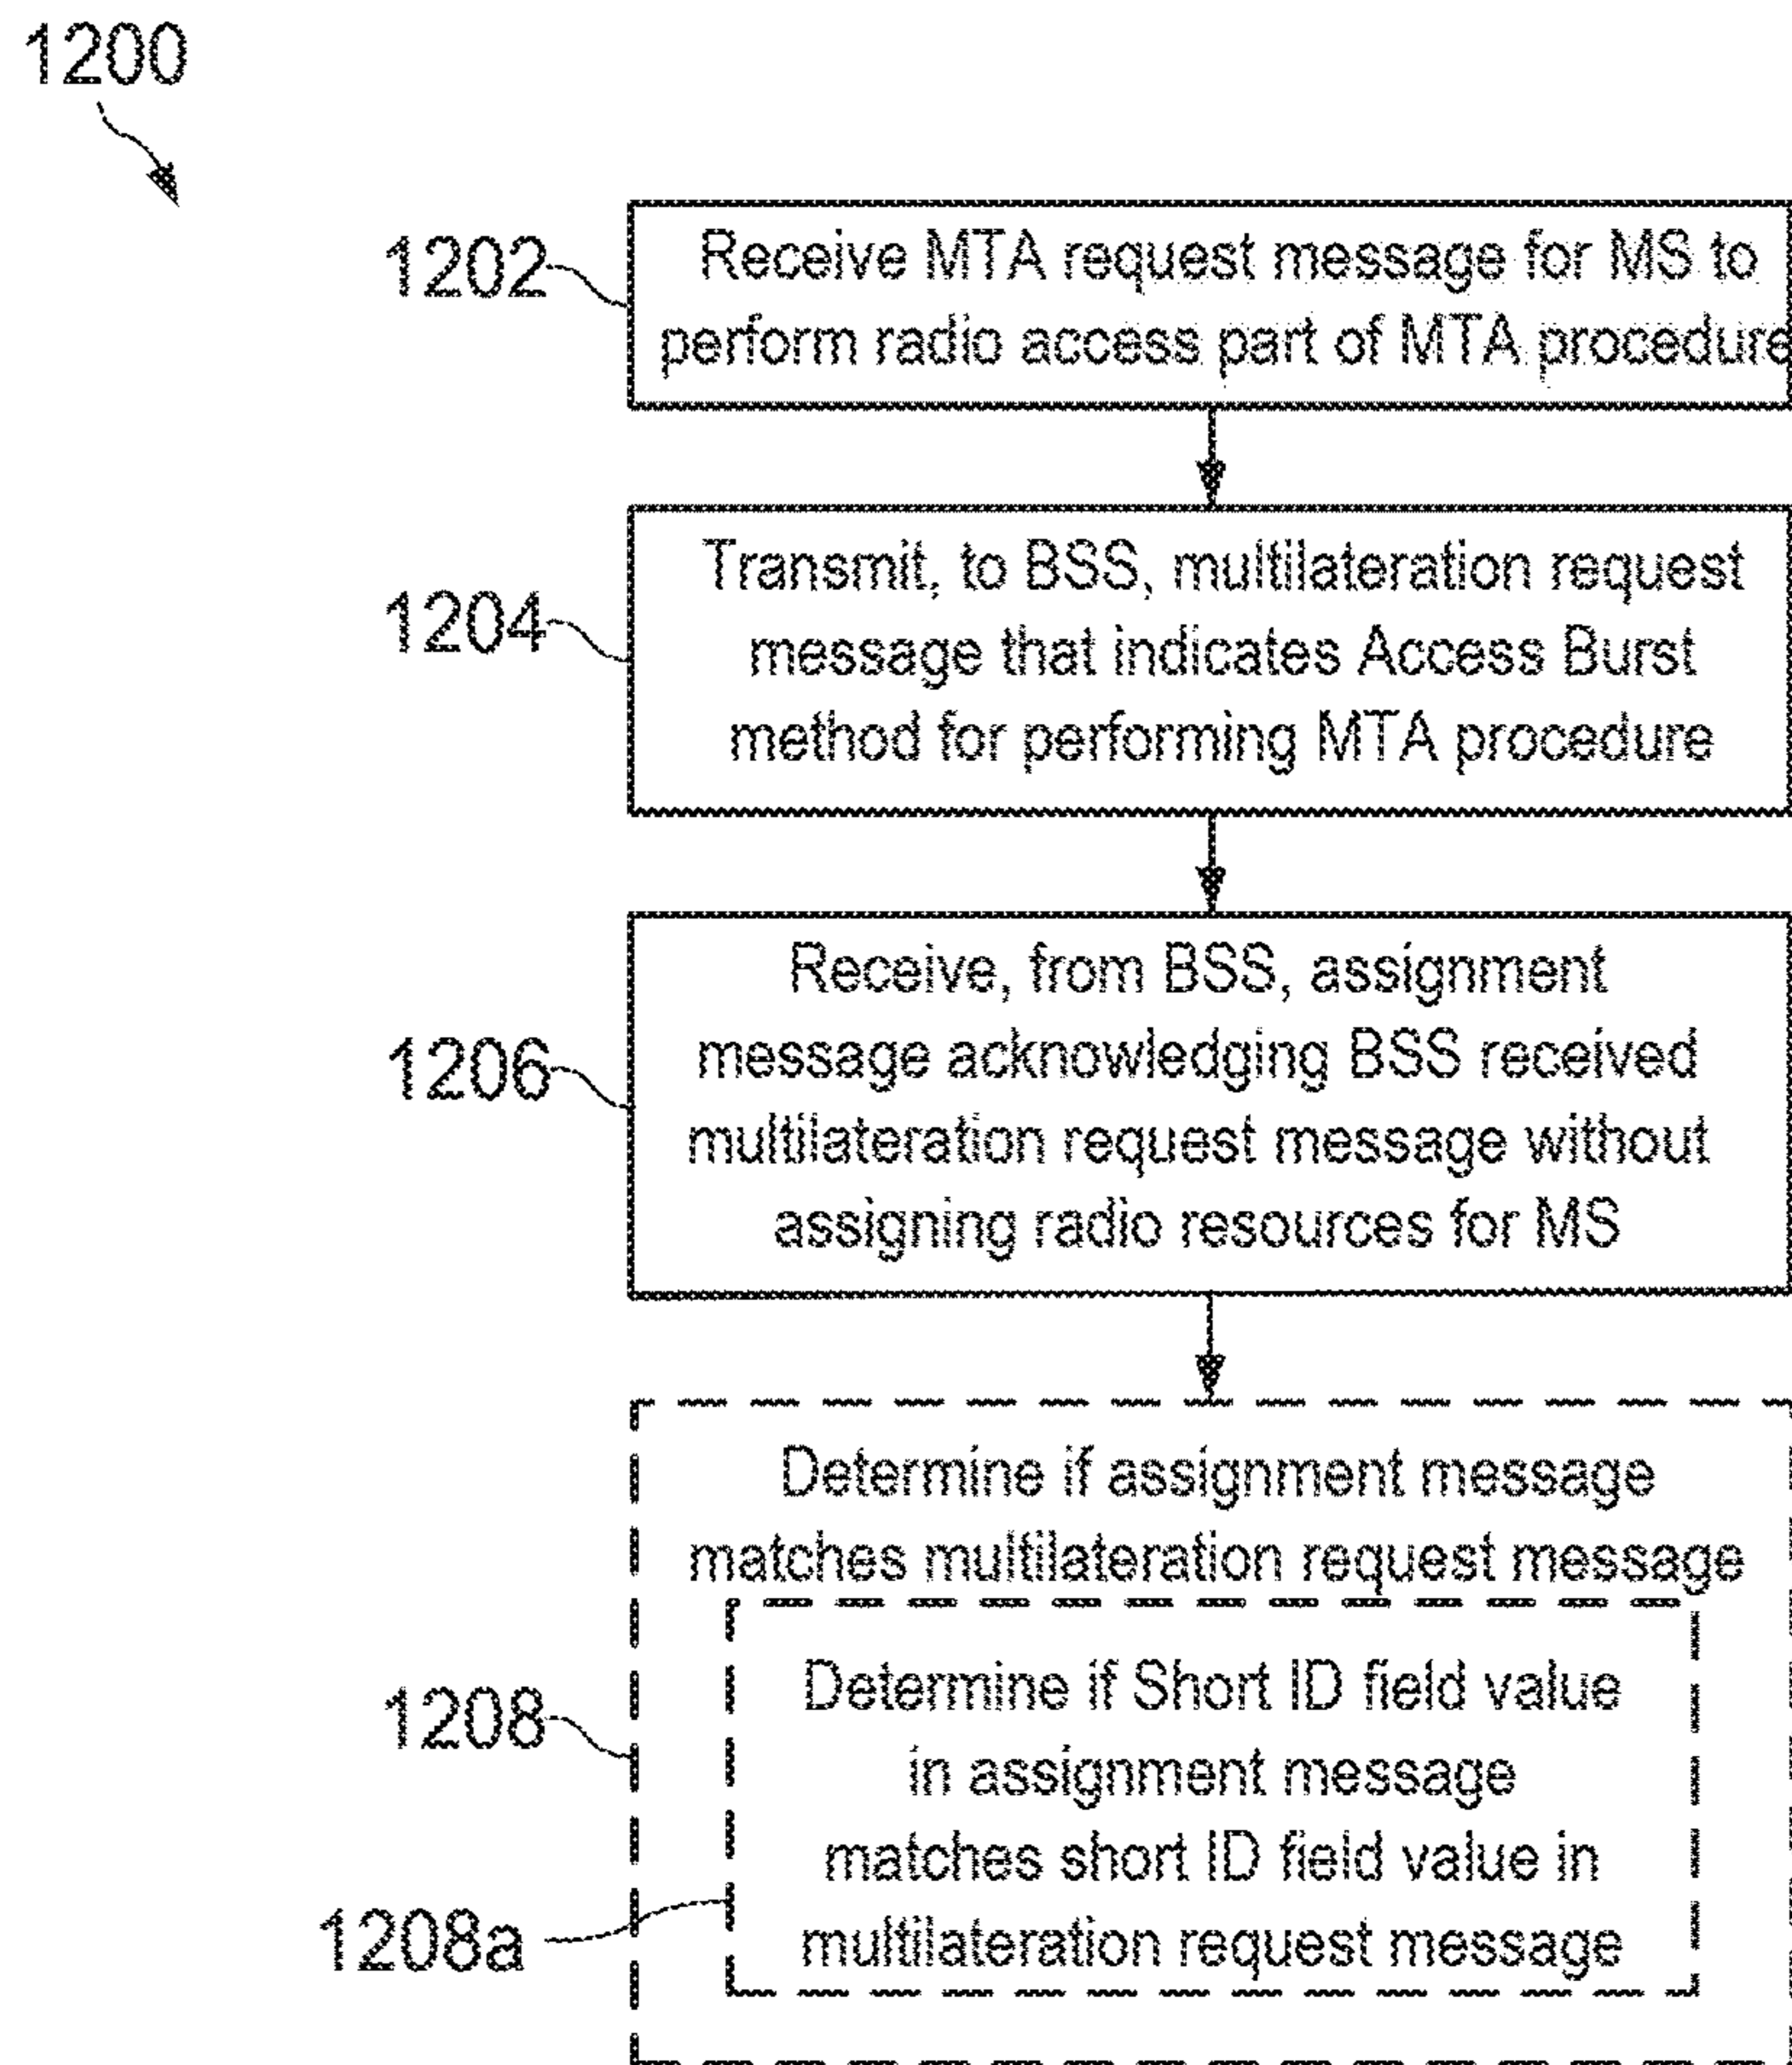 1200
1202
Receive MTA request message for MS to
perform radio access part of MTA procedure
1204
Transmit, to BSS, multilateration request
message that indicates Access Burst
method for performing MTA procedure
1206
Receive, from BSS, assignment
message acknowledging BSS received
multilateration request message without
assigning radio resources for MS
1208
Determine if assignment message
matches multilateration request message
1208a
Determine if Short ID field value
in assignment message
matches short ID field value in
multilateration request message